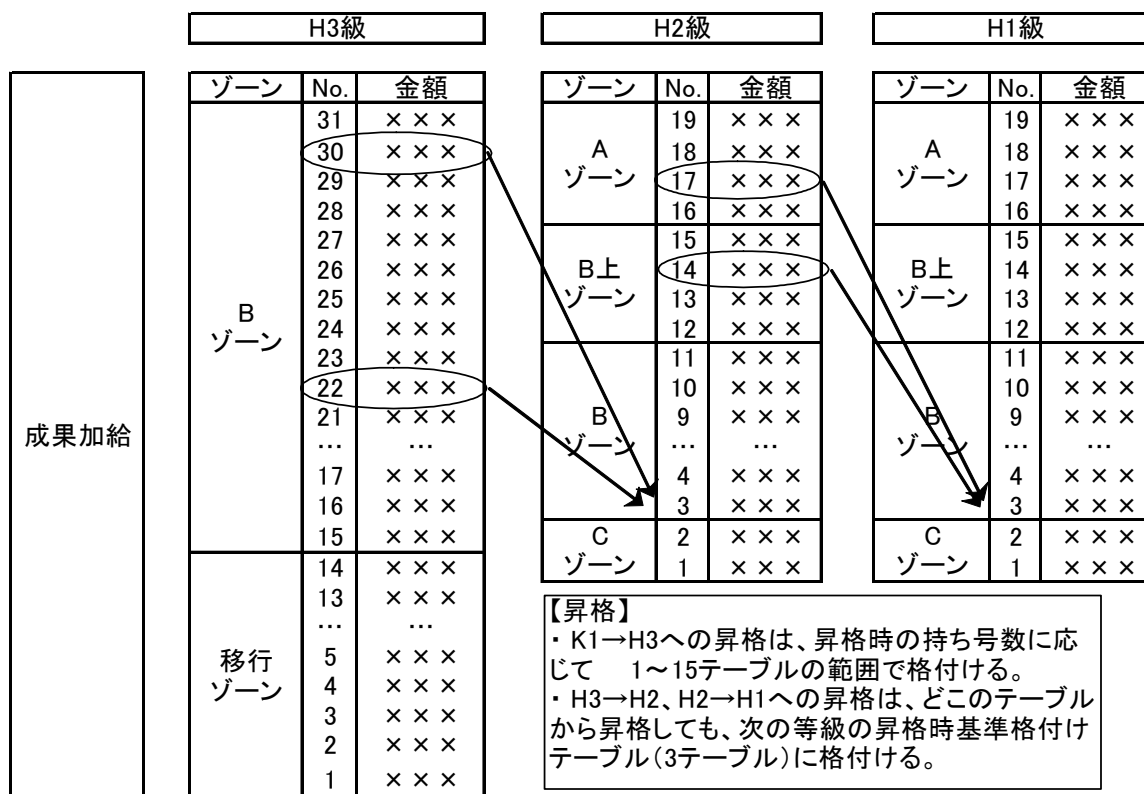 H3級 H2級 H1級
ゾーン No. 金額 ゾーン No. 金額 ゾーン No. 金額
31 ××× 19 ××× 19 ×××
30 ××× A 18 ××× A 18 ×××
29 ××× ゾーン 17 ××× ゾーン 17 ×××
28 ××× 16 ××× 16 ×××
27 ××× 15 ××× 15 ×××
26 ××× B上 14 ××× B上 14 ×××
25 ××× ゾーン 13 ××× ゾーン 13 ×××
B 24 ××× 12 ××× 12 ×××
ゾーン 23 ××× 11 ××× 11 ×××
22 ××× 10 ××× 10 ×××
21 ××× B 9 ××× B 9 ×××
成果加給 … … ゾーン … … ゾーン … …
17 ××× 4 ××× 4 ×××
16 ××× 3 ××× 3 ×××
15 ××× C 2 ××× C 2 ×××
14 ××× ゾーン 1 ××× ゾーン 1 ×××
13 ×××
… …
移行 5 ×××
ゾーン 4 ×××
3 ×××
2 ×××
1 ×××
【昇格】
・ K1→H3への昇格は、昇格時の持ち号数に応
じて 1～15テーブルの範囲で格付ける。
・ H3→H2、H2→H1への昇格は、どこのテーブル
から昇格しても、次の等級の昇格時基準格付け
テーブル(3テーブル)に格付ける。